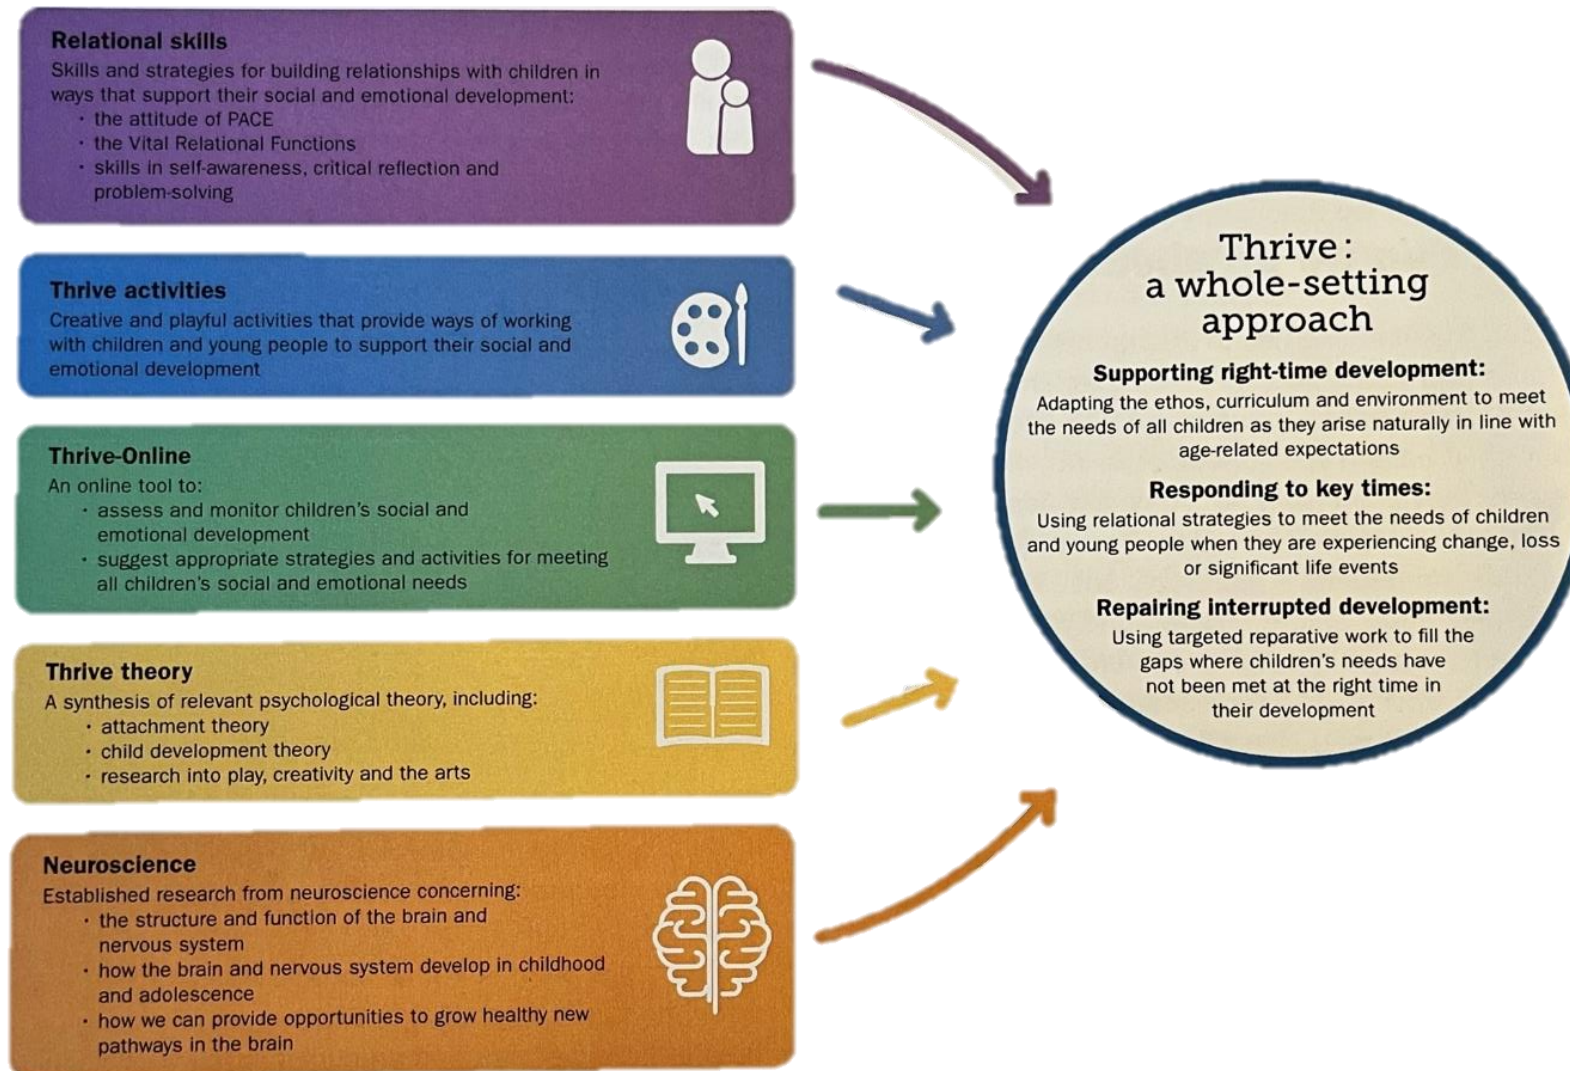 Relational skills
Skills and strategies for building relationships with children in
ways that support their social and emotional development:
· the attitude of PACE
· the Vital Relational Functions
· skills in self-awareness, critical reflection and
problem-solving
Thrive activities
Creative and playful activities that provide ways of working
with children and young people to support their social and
emotional development
Thrive-Online
An online tool to:
· assess and monitor children's social and
emotional development
· suggest appropriate strategies and activities for meeting
all children's social and emotional needs
Thrive theory
A synthesis of relevant psychological theory, including:
· attachment theory
· child development theory
· research into play, creativity and the arts
Neuroscience
Established research from neuroscience concerning:
· the structure and function of the brain and
nervous system
· how the brain and nervous system develop in childhood
and adolescence
· how we can provide opportunities to grow healthy new
pathways in the brain
Thrive:
a whole-setting
approach
Supporting right-time development:
Adapting the ethos, curriculum and environment to meet
the needs of all children as they arise naturally in line with
age-related expectations
Responding to key times:
Using relational strategies to meet the needs of children
and young people when they are experiencing change, loss
or significant life events
Repairing interrupted development:
Using targeted reparative work to fill the
gaps where children's needs have
not been met at the right time in
their development